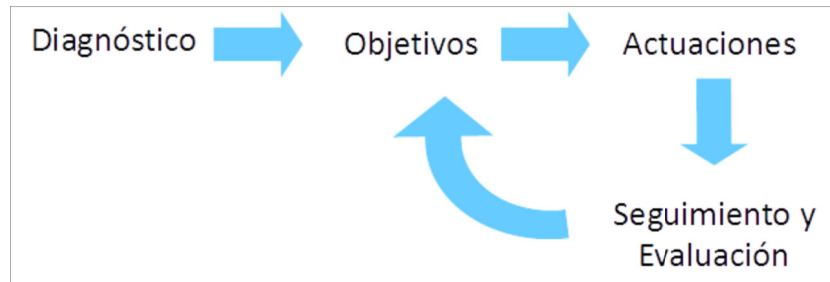 Diagnóstico
Objetivos
Actuaciones
Seguimiento y
Evaluación